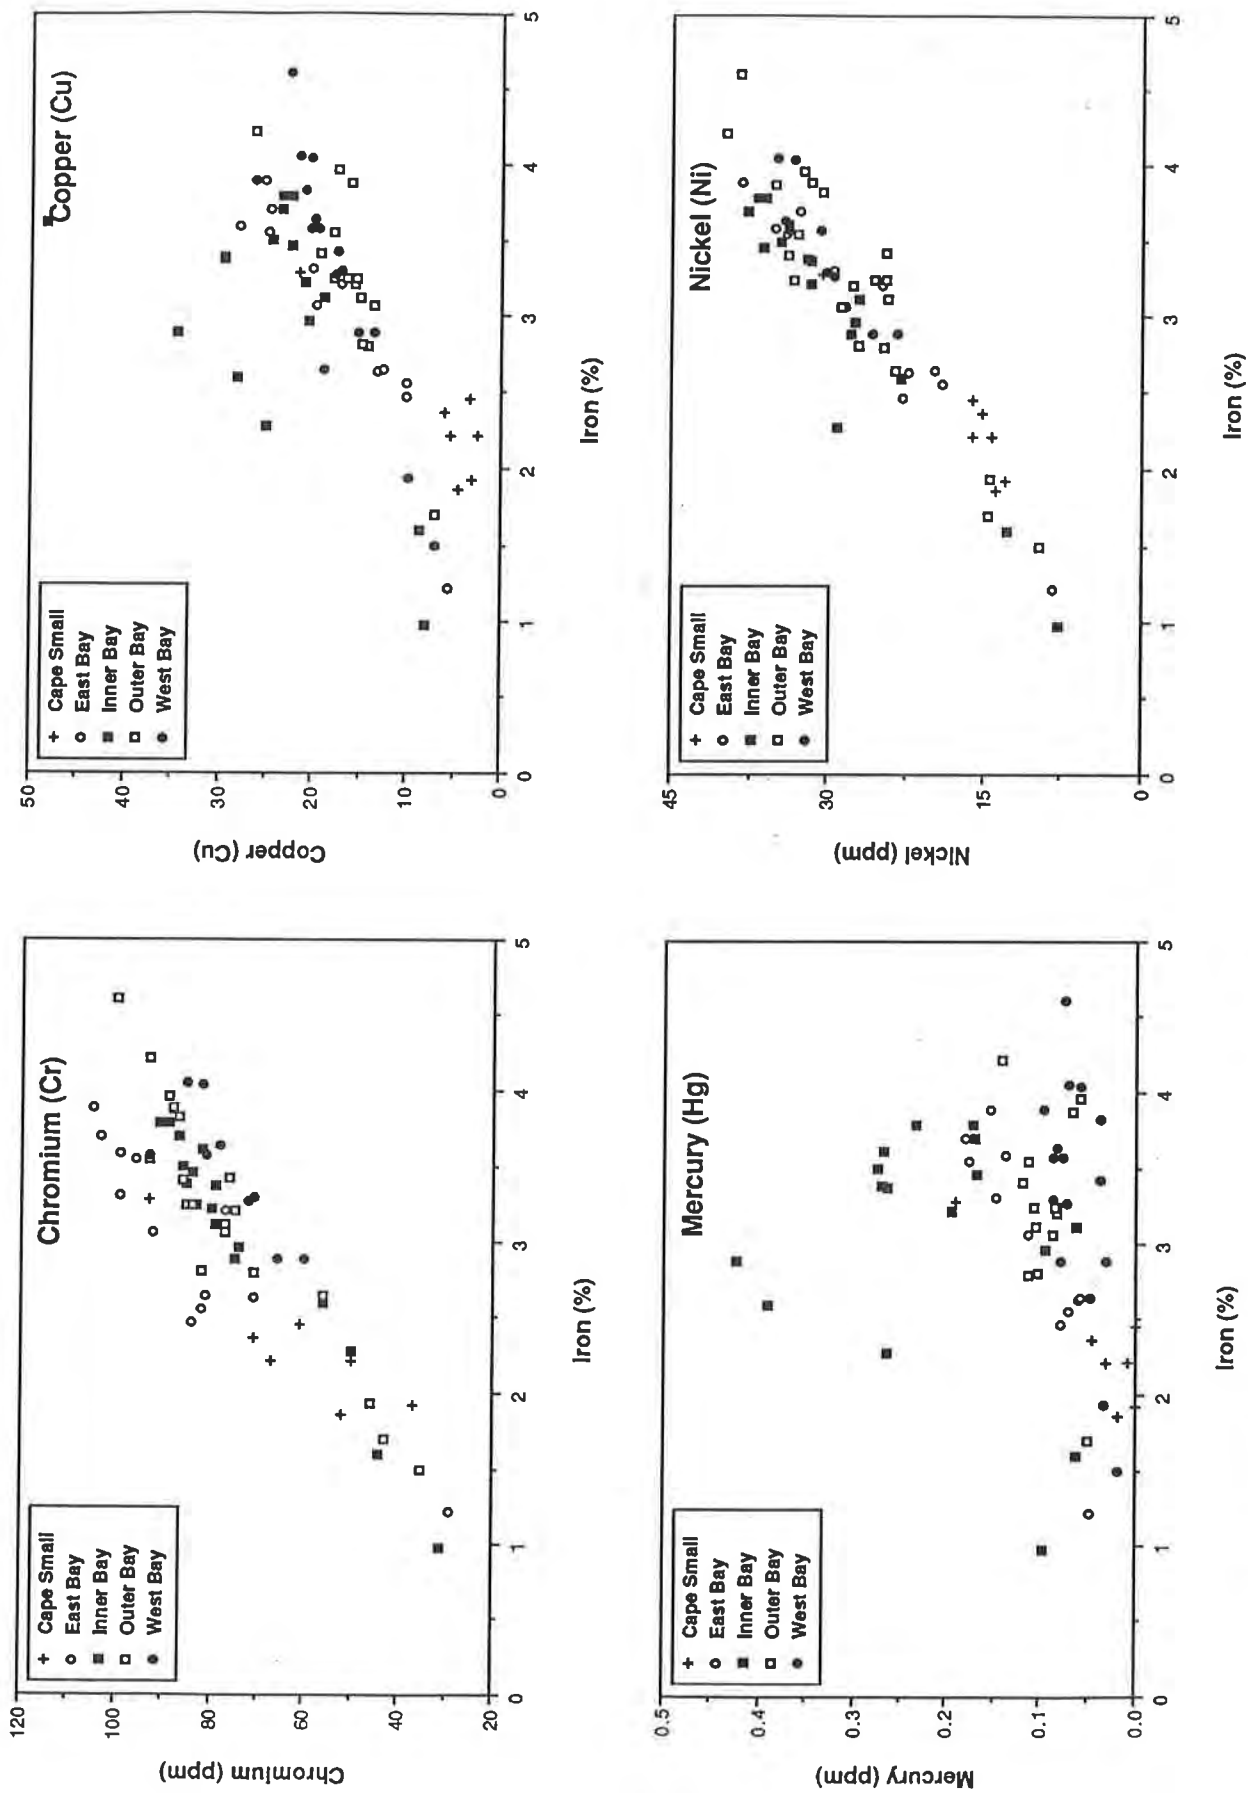 Chromium (Cr)
Chromium (ppm)
120
100
80
60
40
20
0
1
2
3
4
5
Iron (%)
+ Cape Small
○ East Bay
■ Inner Bay
□ Outer Bay
● West Bay
Copper (Cu)
Copper (Cu)
50
40
30
20
10
0
0
1
2
3
4
5
Iron (%)
+ Cape Small
○ East Bay
■ Inner Bay
□ Outer Bay
● West Bay
Mercury (Hg)
Mercury (ppm)
0.5
0.4
0.3
0.2
0.1
0.0
0
1
2
3
4
5
Iron (%)
+ Cape Small
○ East Bay
■ Inner Bay
□ Outer Bay
● West Bay
Nickel (Ni)
Nickel (ppm)
45
30
15
0
0
1
2
3
4
5
Iron (%)
+ Cape Small
○ East Bay
■ Inner Bay
□ Outer Bay
● West Bay